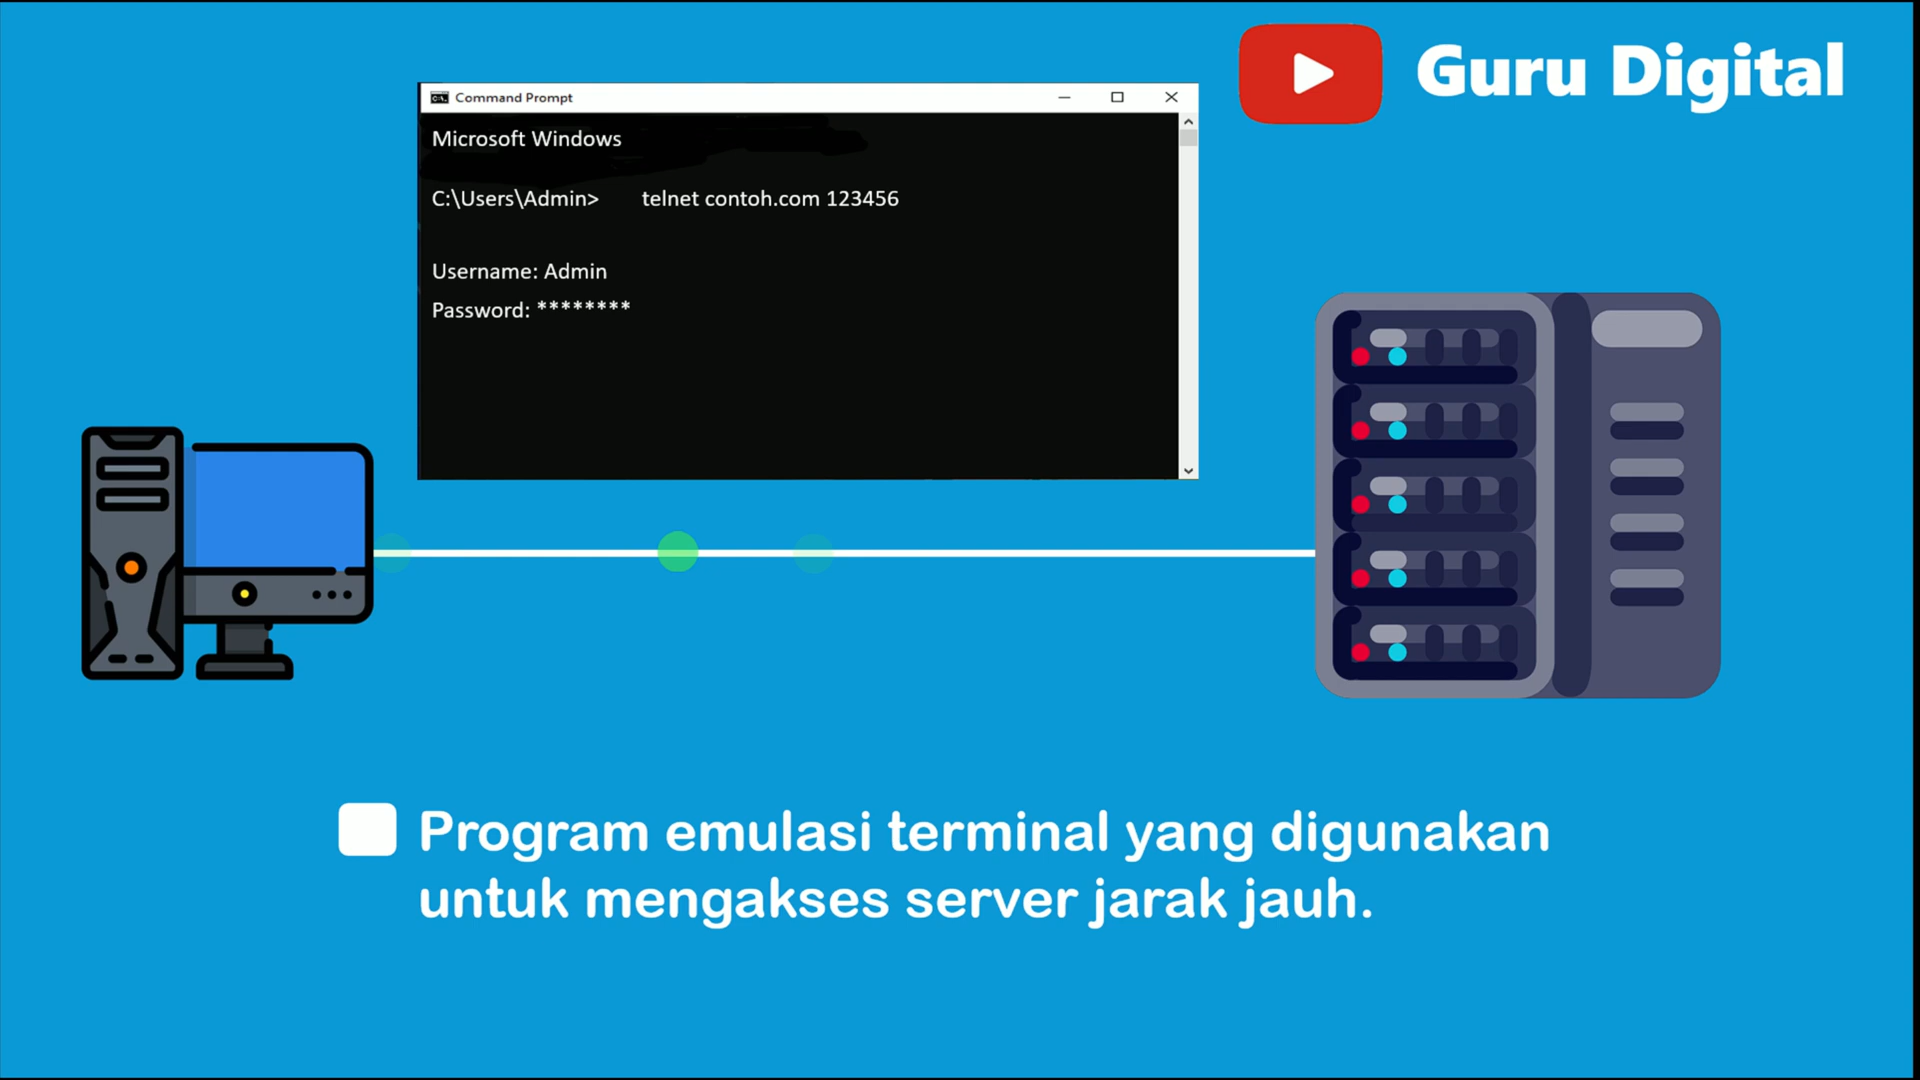 Guru Digital
Command Prompt
Microsoft Windows
C:\Users\Admin> telnet contoh.com 123456
Username: Admin
Password: ********
Program emulasi terminal yang digunakan
untuk mengakses server jarak jauh.